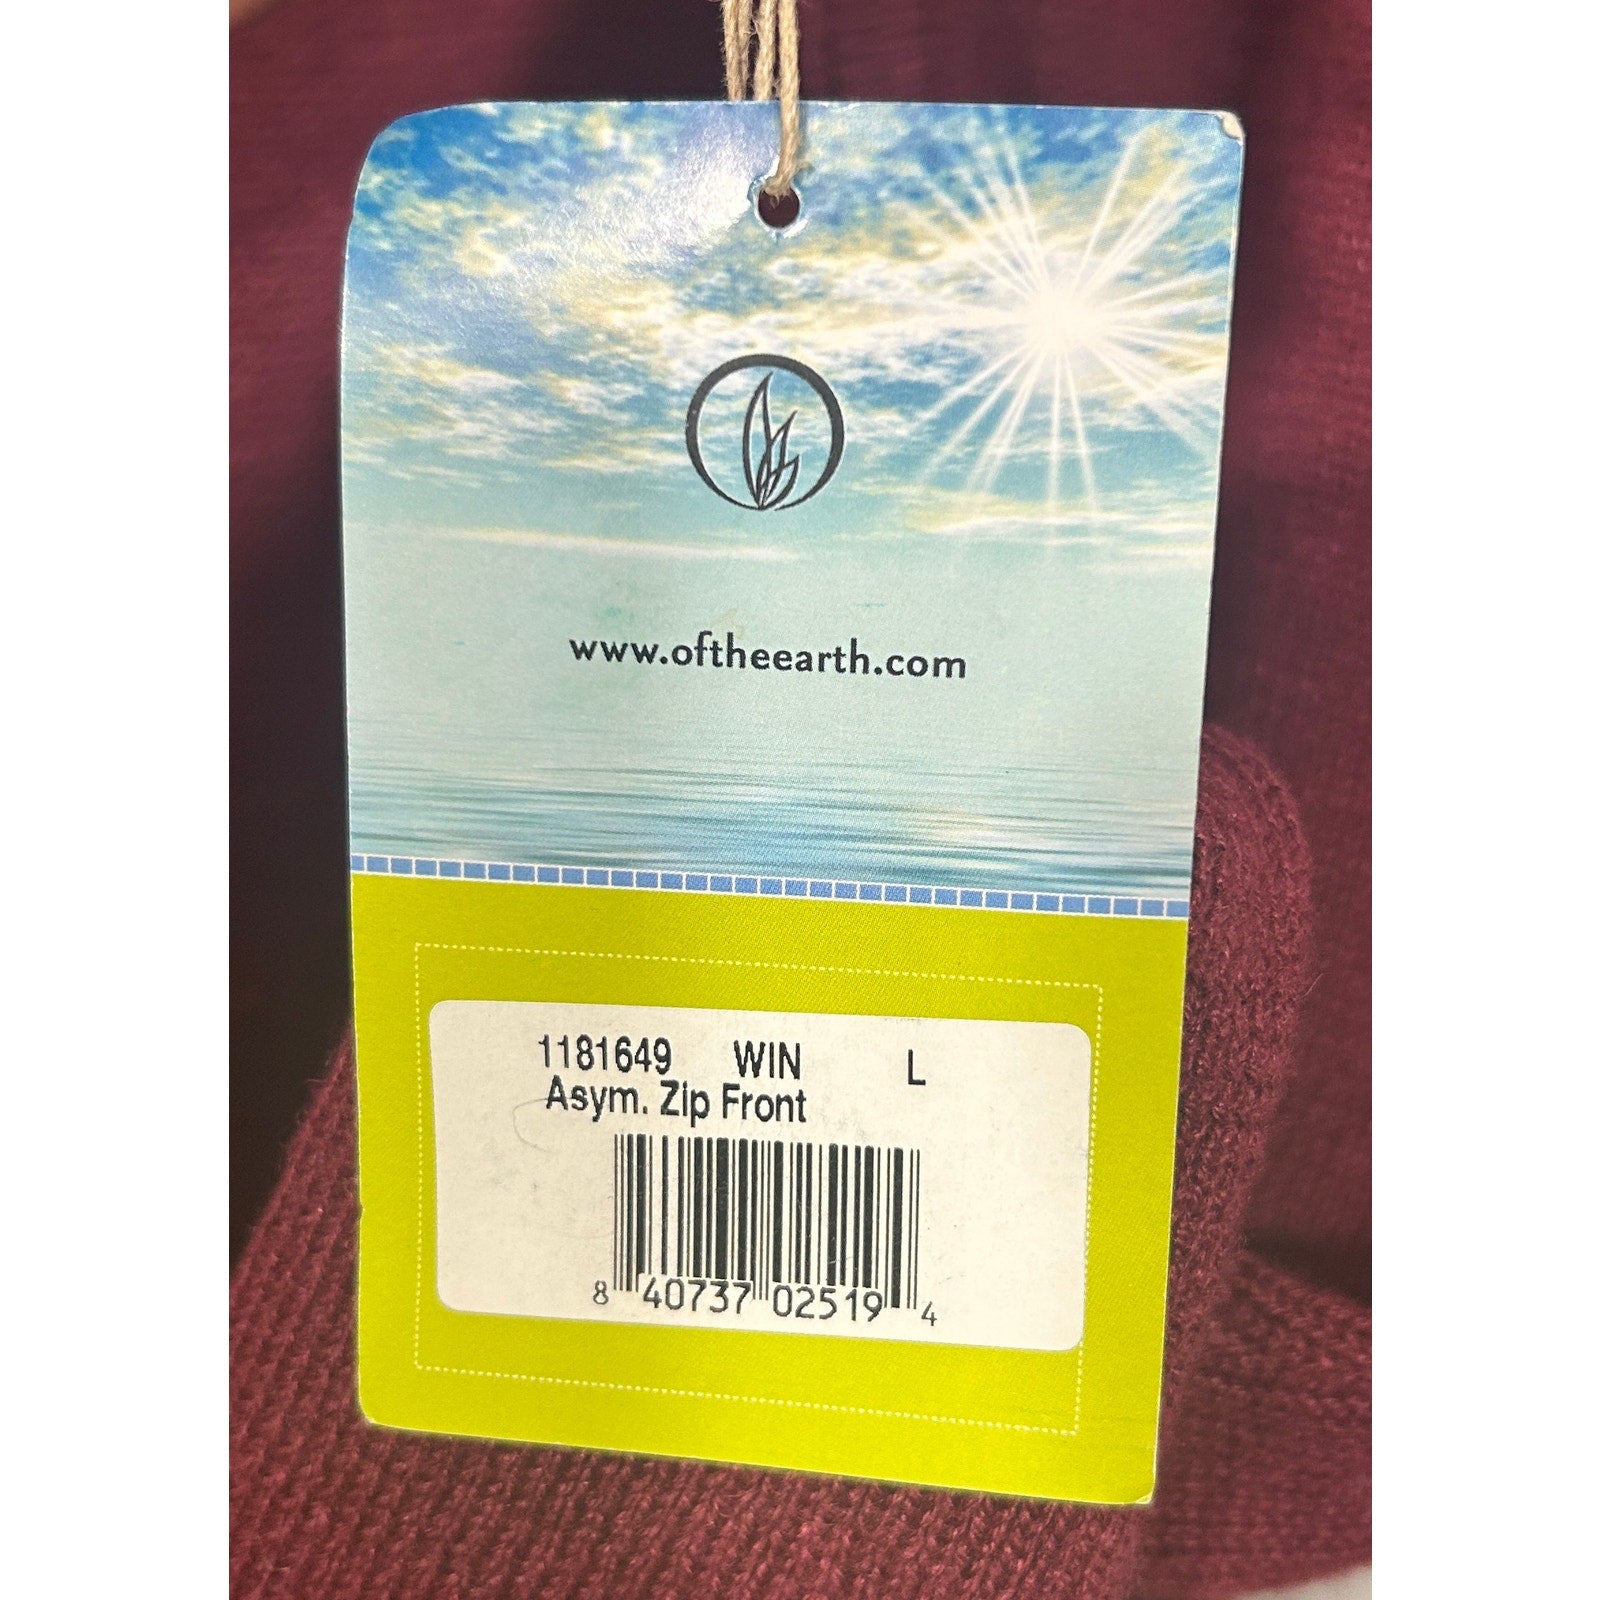 www.oftheearth.com
1181649 WIN L
Asym. Zip Front
8 40737 02519 4